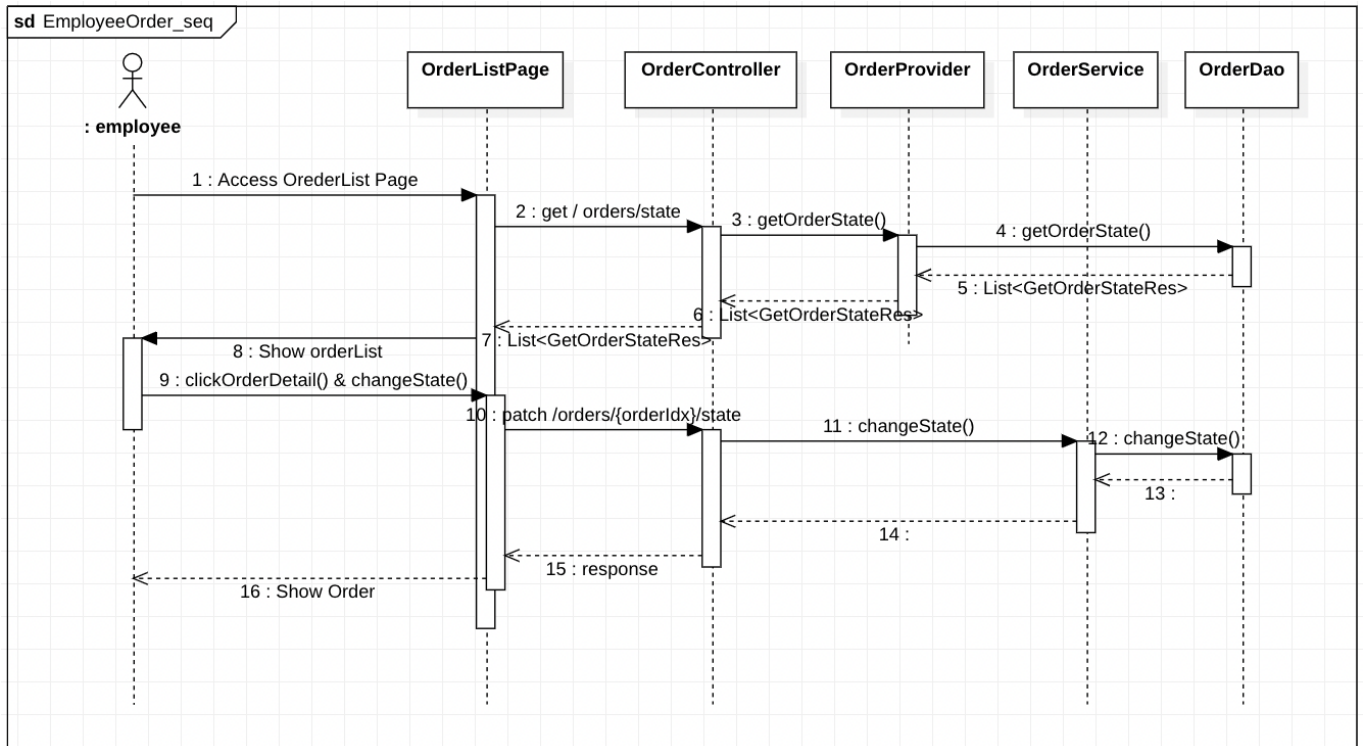 sd EmployeeOrder_seq
: employee
OrderListPage
OrderController
OrderProvider
OrderService
OrderDao
1 : Access OrederList Page
2 : get / orders/state
3 : getOrderState()
4 : getOrderState()
5 : List<GetOrderStateRes>
6 : List<GetOrderStateRes>
7 : List<GetOrderStateRes>
8 : Show orderList
9 : clickOrderDetail() & changeState()
10 : patch /orders/{orderIdx}/state
11 : changeState()
12 : changeState()
13 :
14 :
15 : response
16 : Show Order